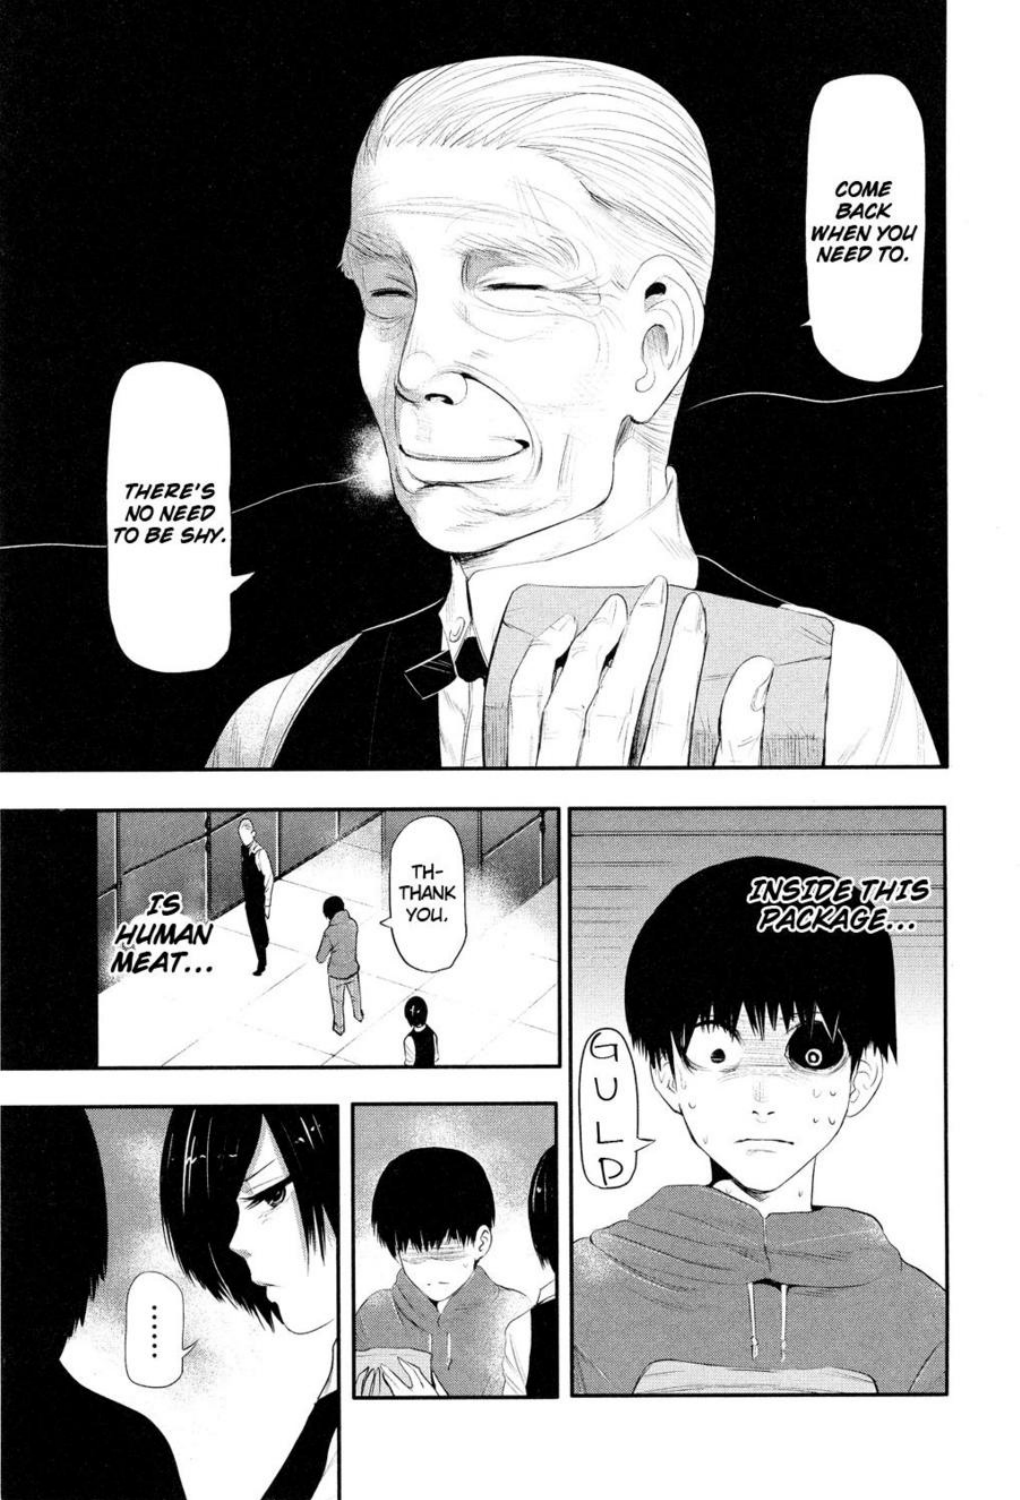 COME
BACK
WHEN YOU
NEED TO.
THERE'S
NO NEED
TO BE SHY.
INSIDE THIS
PACKAGE...
GULP
TH-
THANK
YOU.
IS
HUMAN
MEAT...
......